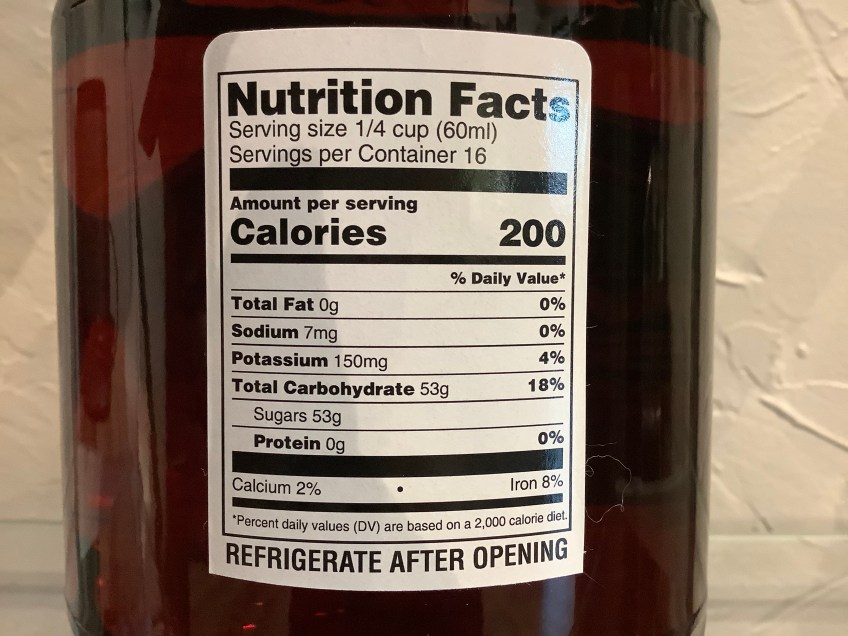 Nutrition Facts
Serving size 1/4 cup (60ml)
Servings per Container 16
Amount per serving
Calories 200
% Daily Value*
Total Fat 0g 0%
Sodium 7mg 0%
Potassium 150mg 4%
Total Carbohydrate 53g 18%
Sugars 53g
Protein 0g 0%
Calcium 2% • Iron 8%
*Percent daily values (DV) are based on a 2,000 calorie diet.
REFRIGERATE AFTER OPENING